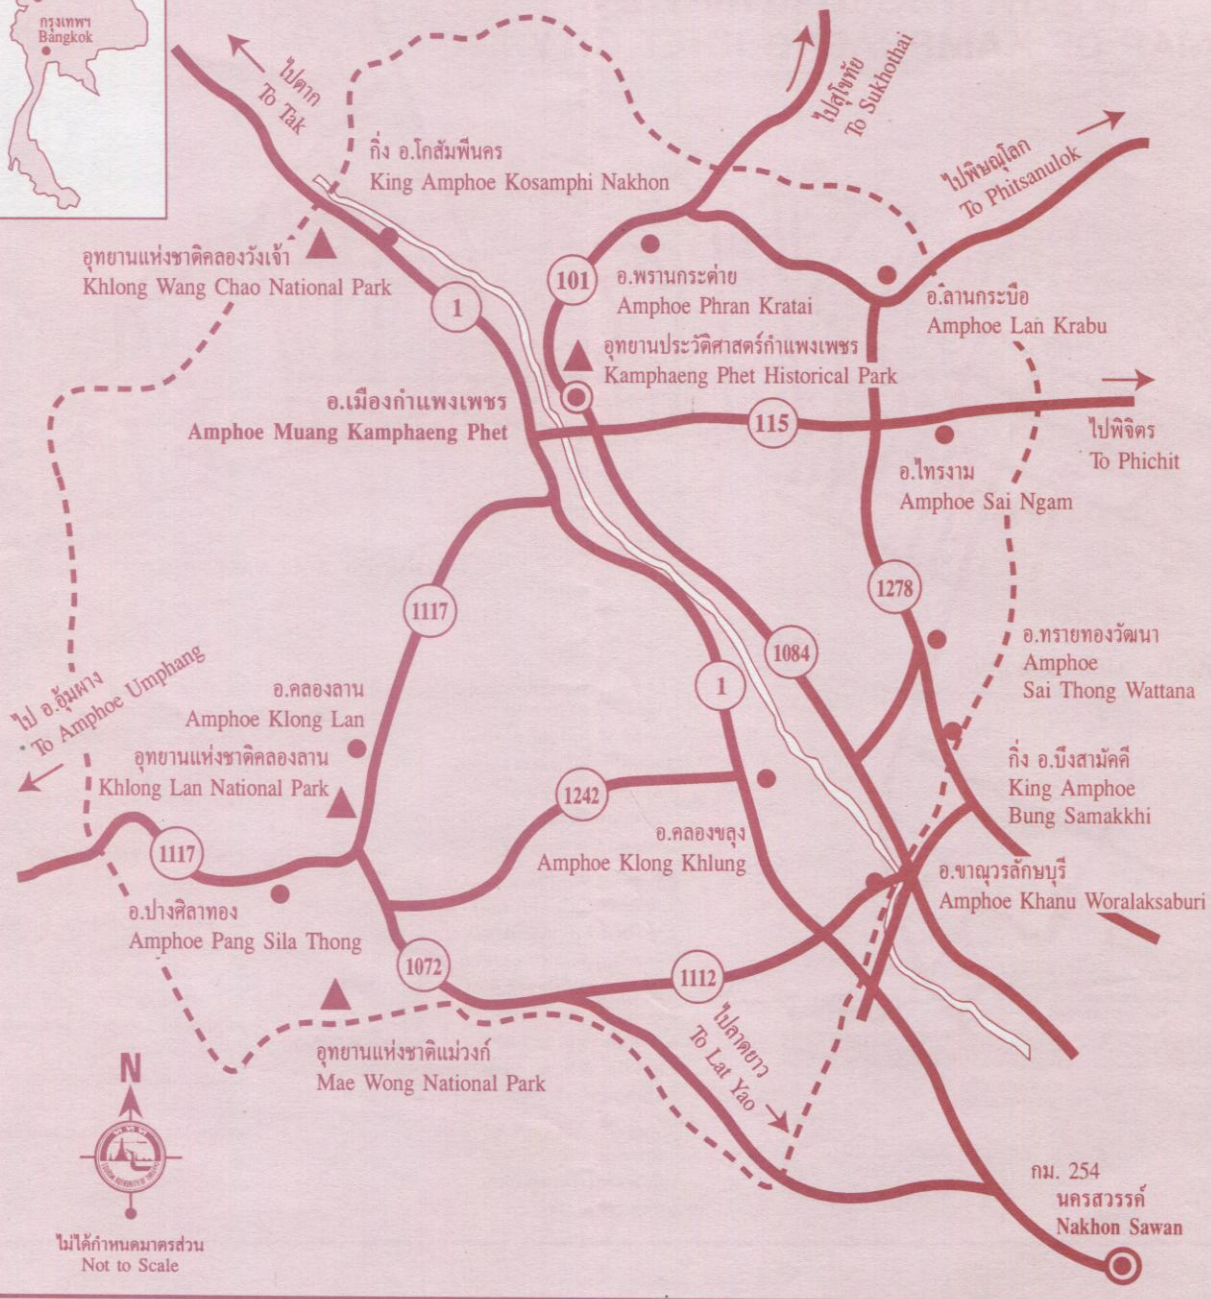 กรุงเทพฯ
Bangkok
ไปตาก
To Tak
ไปสุโขทัย
To Sukhothai
ไปพิษณุโลก
To Phitsanulok
กิ่ง อ.โกสัมพีนคร
King Amphoe Kosamphi Nakhon
อุทยานแห่งชาติคลองวังเจ้า
Khlong Wang Chao National Park
1
101
อ.พรานกระต่าย
Amphoe Phran Kratai
อ.ลานกระบือ
Amphoe Lan Krabu
อุทยานประวัติศาสตร์กำแพงเพชร
Kamphaeng Phet Historical Park
อ.เมืองกำแพงเพชร
Amphoe Muang Kamphaeng Phet
115
ไปพิจิตร
To Phichit
อ.ไทรงาม
Amphoe Sai Ngam
1117
1278
1084
1
อ.ทรายทองวัฒนา
Amphoe
Sai Thong Wattana
ไป อ.อุ้มผาง
To Amphoe Umphang
อ.คลองลาน
Amphoe Klong Lan
อุทยานแห่งชาติคลองลาน
Khlong Lan National Park
กิ่ง อ.บึงสามัคคี
King Amphoe
Bung Samakkhi
1242
อ.คลองขลุง
Amphoe Klong Khlung
1117
อ.ขาณุวรลักษบุรี
Amphoe Khanu Woralaksaburi
อ.ปางศิลาทอง
Amphoe Pang Sila Thong
1072
1112
ไปลาดยาว
To Lat Yao
อุทยานแห่งชาติแม่วงก์
Mae Wong National Park
N
ไม่ได้กำหนดมาตรส่วน
Not to Scale
กม. 254
นครสวรรค์
Nakhon Sawan